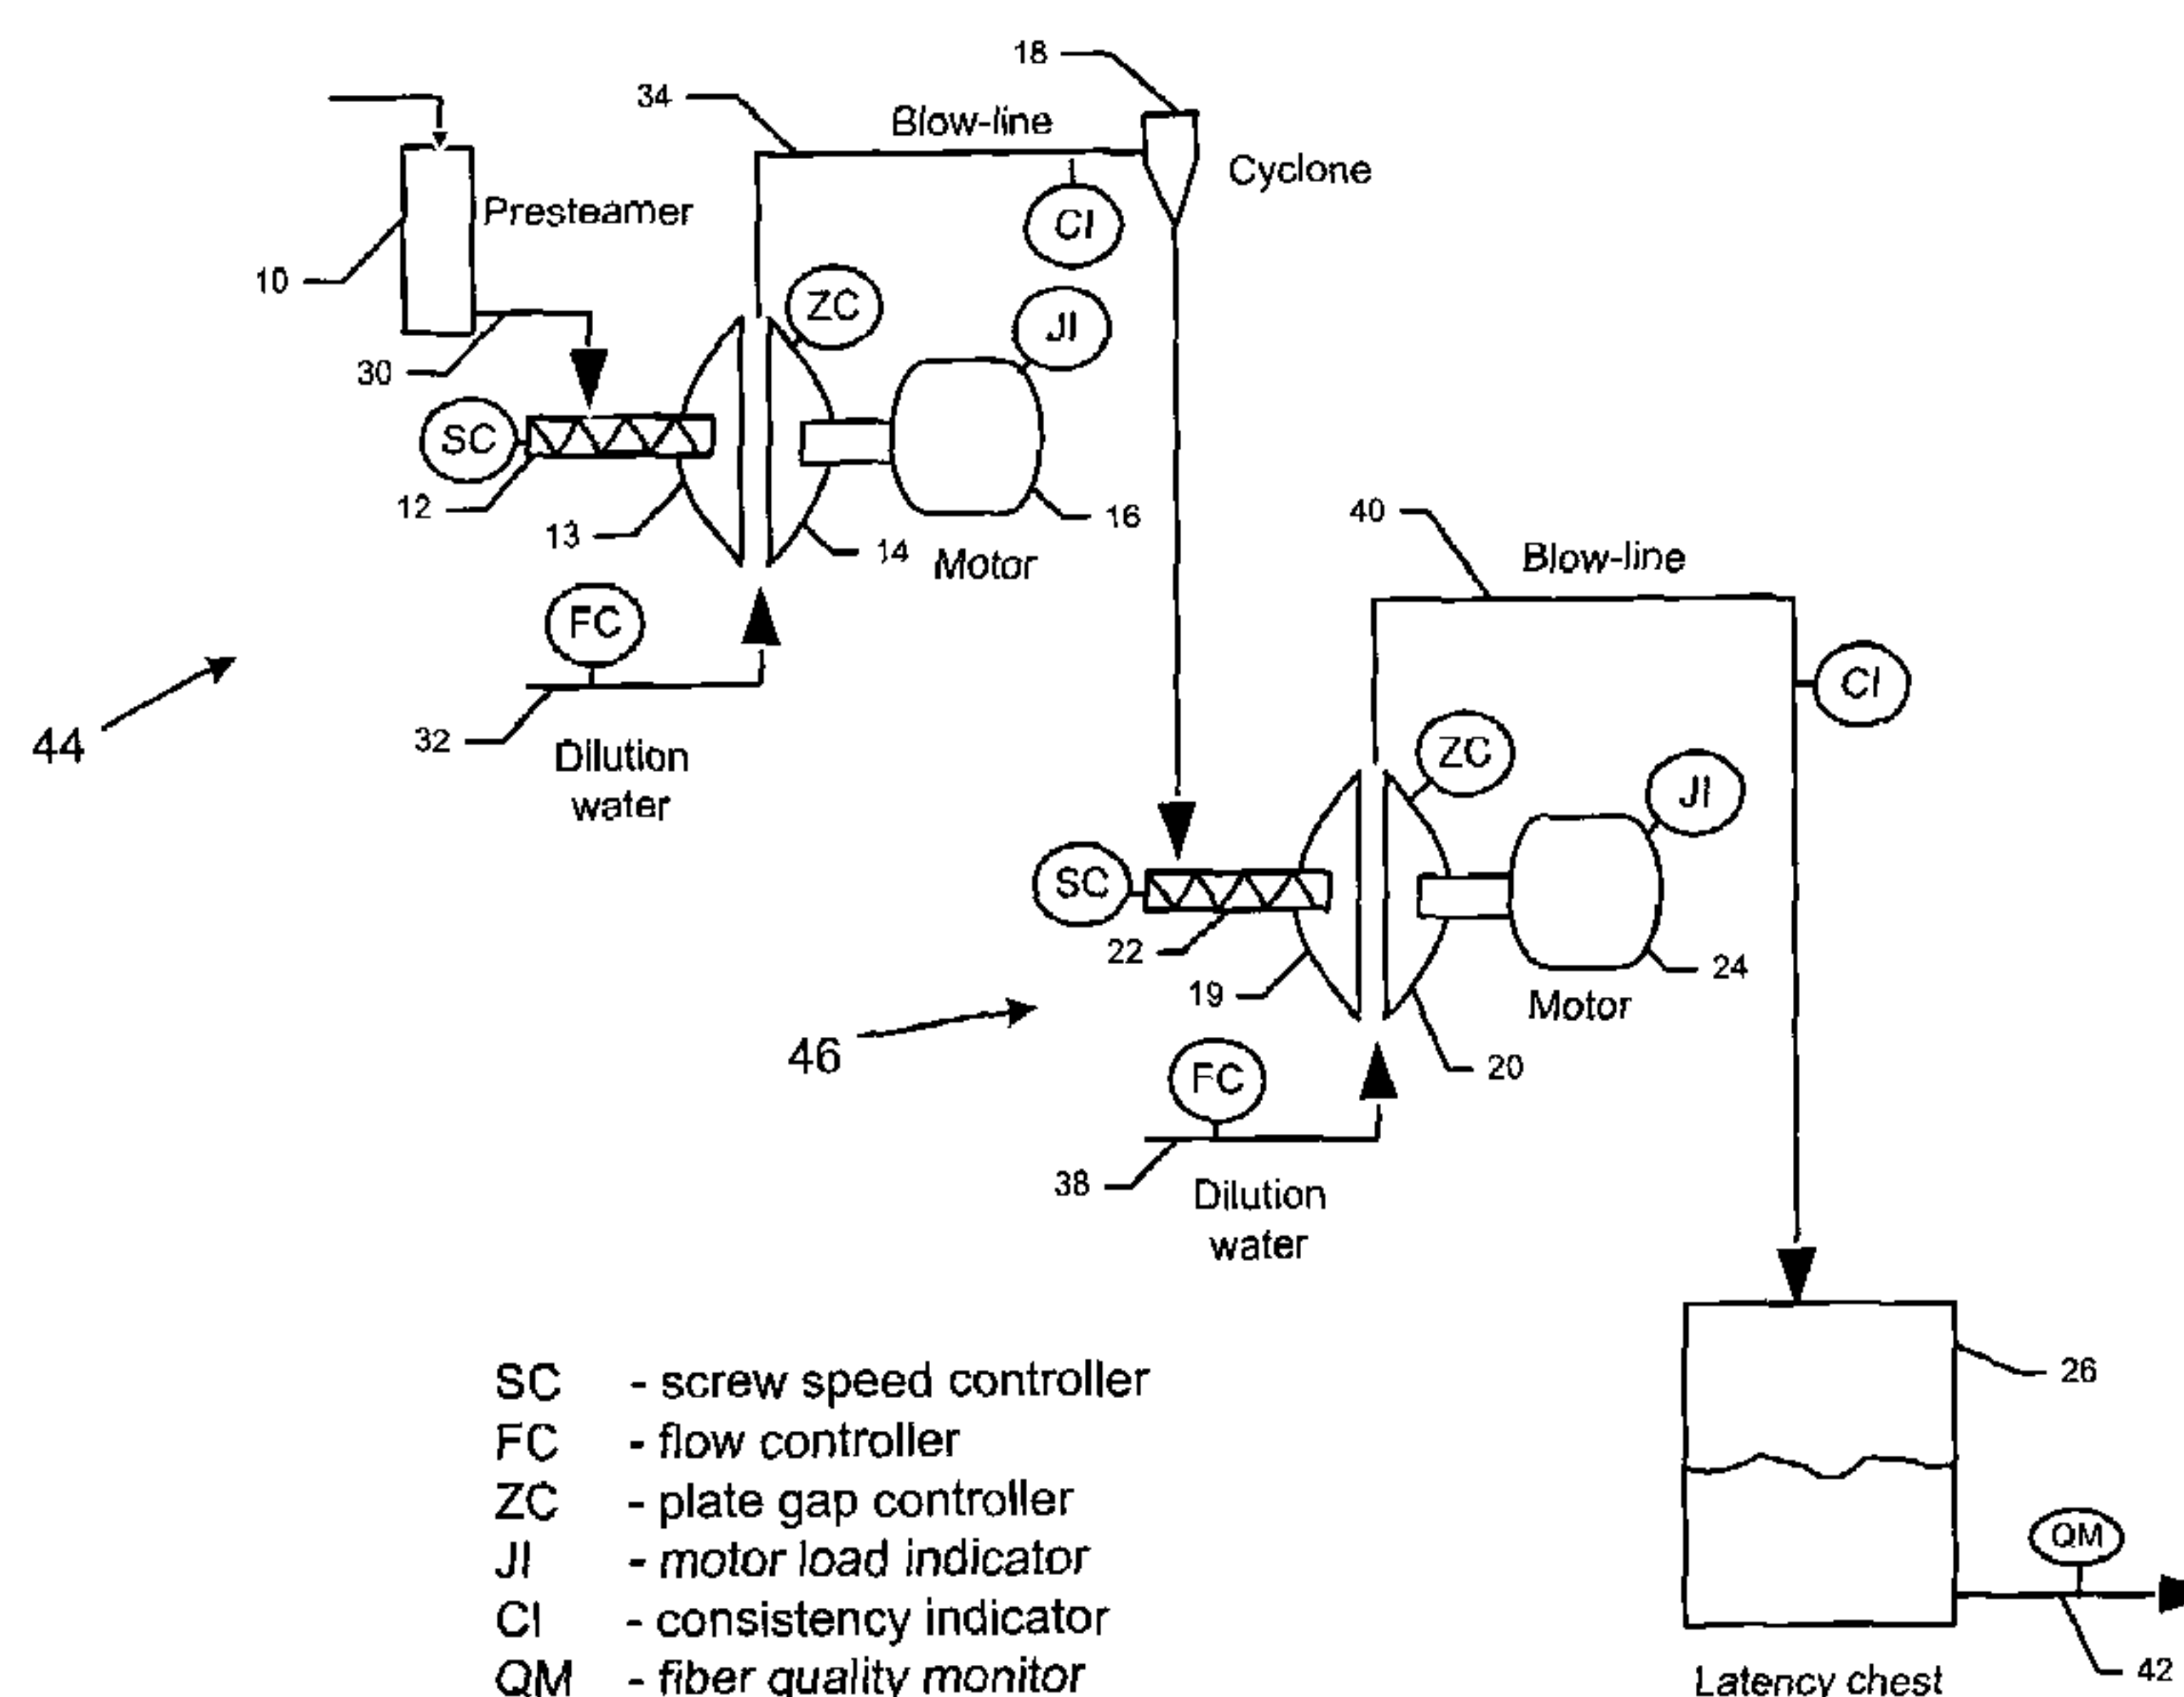 18
34
Blow-line
Cyclone
Presteamer
CI
10
ZC
JI
30
SC
12
13
16
14
Motor
40
Blow-line
FC
CI
44
32
Dilution
water
ZC
JI
SC
22
19
24
Motor
46
20
FC
38
Dilution
water
26
SC - screw speed controller
FC - flow controller
ZC - plate gap controller
JI - motor load indicator
CI - consistency indicator
QM - fiber quality monitor
QM
42
Latency chest